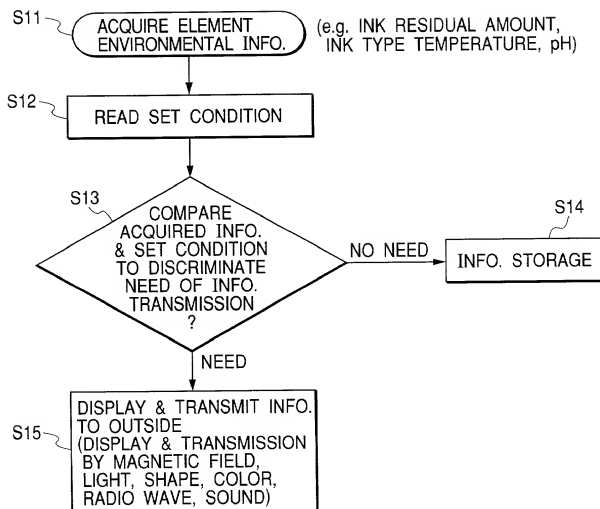 S11
ACQUIRE ELEMENT
ENVIRONMENTAL INFO.
(e.g. INK RESIDUAL AMOUNT,
INK TYPE TEMPERATURE, pH)
S12
READ SET CONDITION
S13
COMPARE
ACQUIRED INFO.
& SET CONDITION
TO DISCRIMINATE
NEED OF INFO.
TRANSMISSION
?
NO NEED
S14
INFO. STORAGE
NEED
S15
DISPLAY & TRANSMIT INFO.
TO OUTSIDE
(DISPLAY & TRANSMISSION
BY MAGNETIC FIELD,
LIGHT, SHAPE, COLOR,
RADIO WAVE, SOUND)